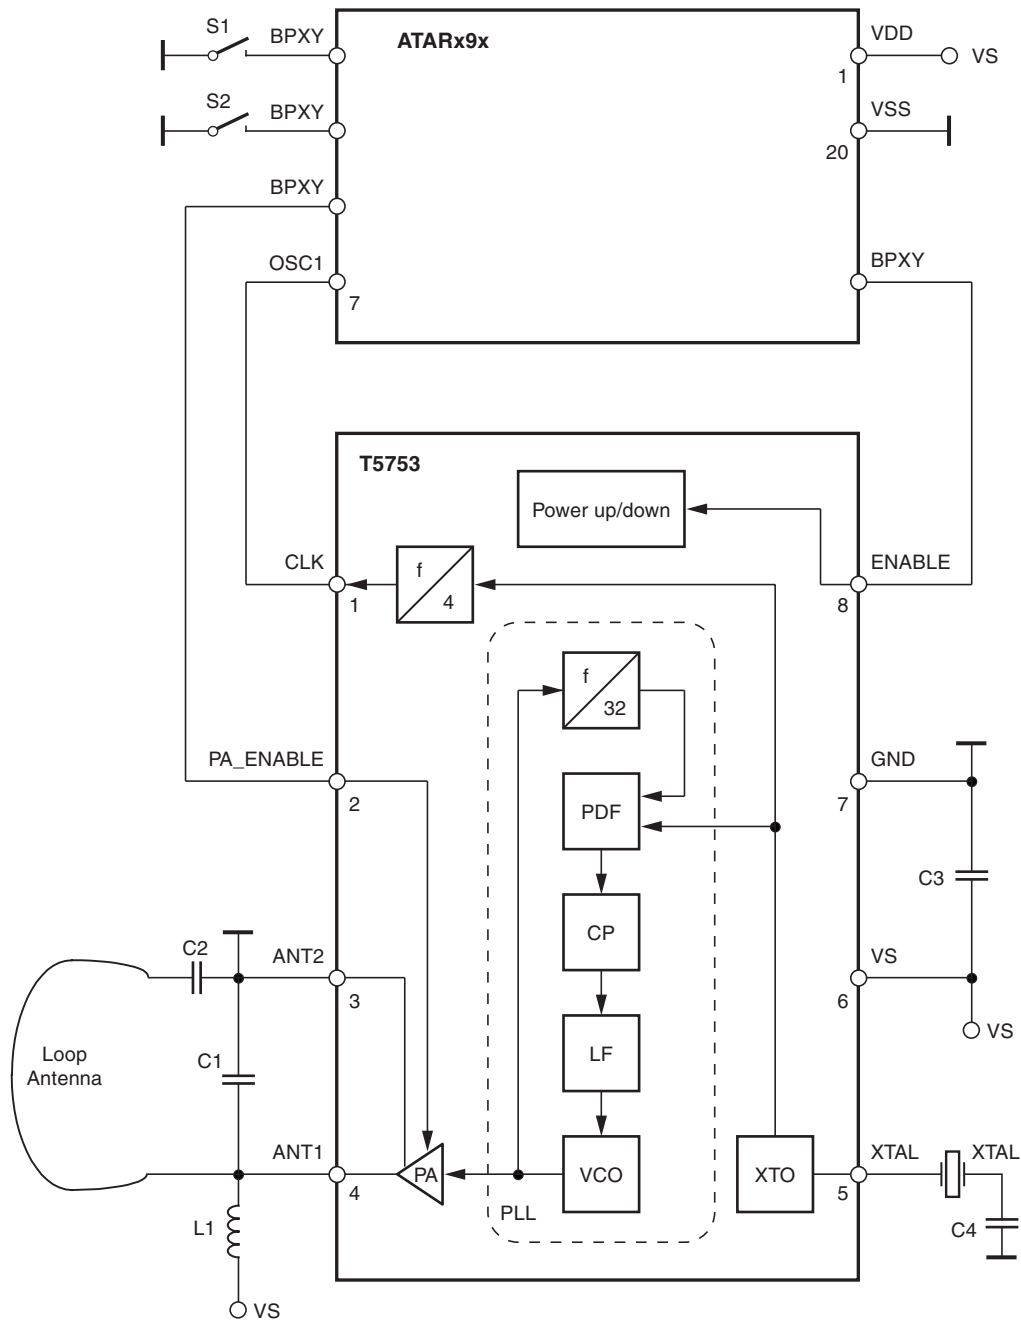 S1
BPXY
ATARx9x
VDD
1
VS
S2
BPXY
VSS
20
BPXY
OSC1
7
BPXY
T5753
Power up/down
CLK
1
f
4
ENABLE
8
f
32
PA_ENABLE
2
GND
7
PDF
C3
CP
C2
ANT2
3
VS
6
VS
Loop
Antenna
C1
LF
ANT1
4
PA
VCO
XTO
XTAL
5
XTAL
PLL
L1
C4
VS